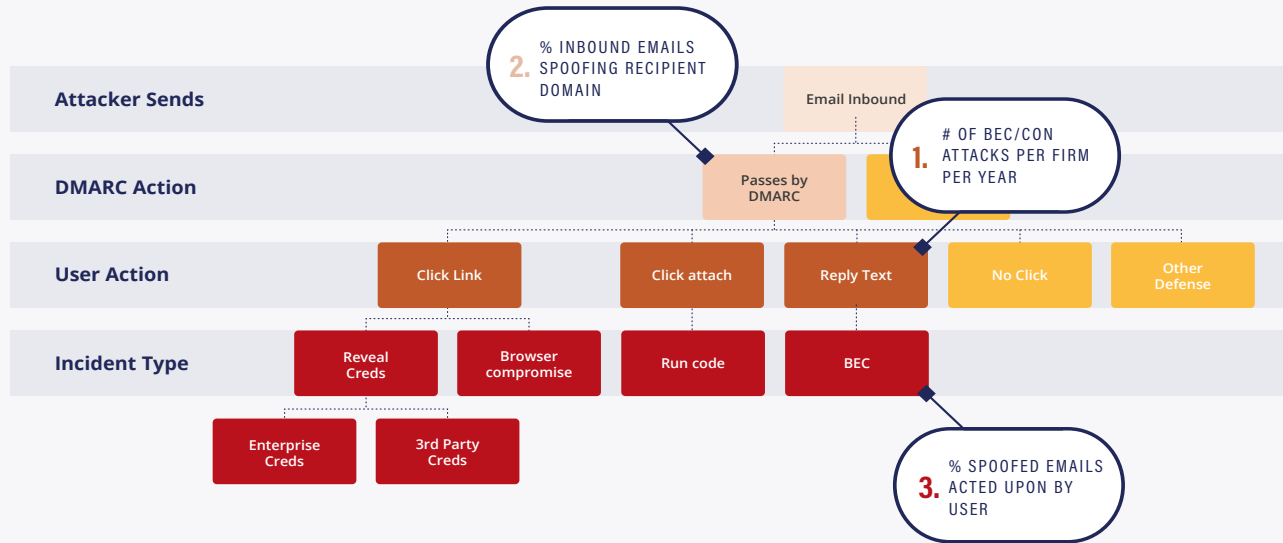 2. % INBOUND EMAILS
SPOOFING RECIPIENT
DOMAIN
Attacker Sends
Email Inbound
1. # OF BEC/CON
ATTACKS PER FIRM
PER YEAR
DMARC Action
Passes by
DMARC
User Action
Click Link
Click attach
Reply Text
No Click
Other
Defense
Incident Type
Reveal
Creds
Browser
compromise
Run code
BEC
Enterprise
Creds
3rd Party
Creds
3. % SPOOFED EMAILS
ACTED UPON BY
USER